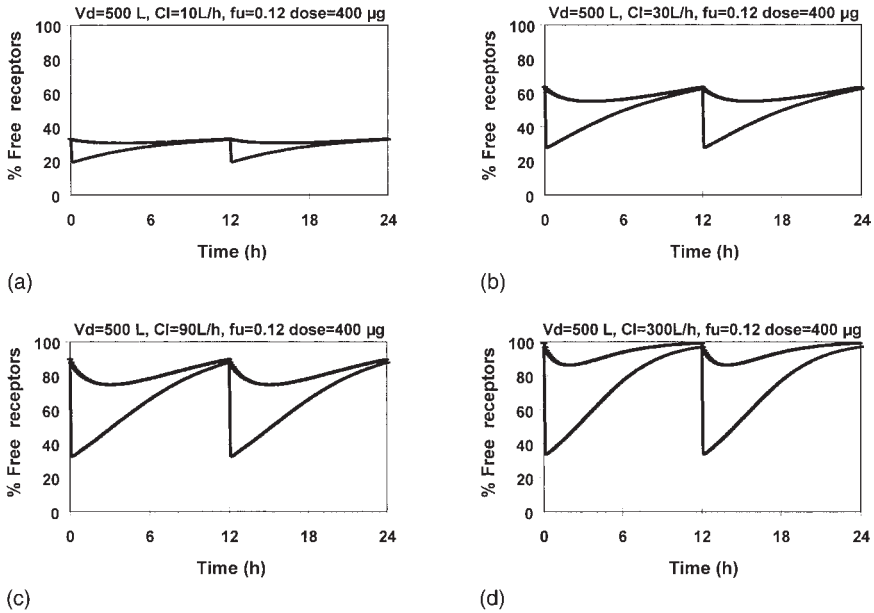 Vd=500 L, Cl=10L/h, fu=0.12 dose=400 µg
% Free receptors
100
80
60
40
20
0
0 6 12 18 24
Time (h)
(a)
Vd=500 L, Cl=30L/h, fu=0.12 dose=400 µg
% Free receptors
100
80
60
40
20
0
0 6 12 18 24
Time (h)
(b)
Vd=500 L, Cl=90L/h, fu=0.12 dose=400 µg
% Free receptors
100
80
60
40
20
0
0 6 12 18 24
Time (h)
(c)
Vd=500 L, Cl=300L/h, fu=0.12 dose=400 µg
% Free receptors
100
80
60
40
20
0
0 6 12 18 24
Time (h)
(d)